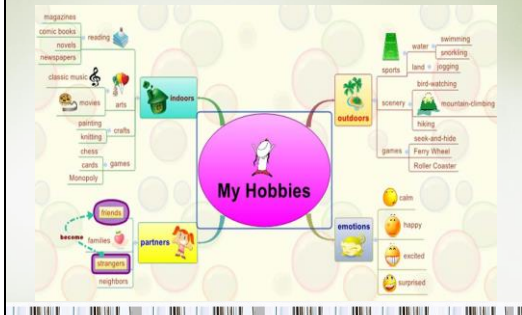 magazines
comic books
novels
newspapers
reading
classic music
movies
arts
painting
knitting
crafts
chess
cards
Monopoly
games
indoors
My Hobbies
outdoors
sports
water
swimming
snorkling
land
jogging
scenery
bird-watching
mountain-climbing
hiking
games
seek-and-hide
Ferry Wheel
Roller Coaster
partners
friends
become
families
strangers
neighbors
emotions
calm
happy
excited
surprised